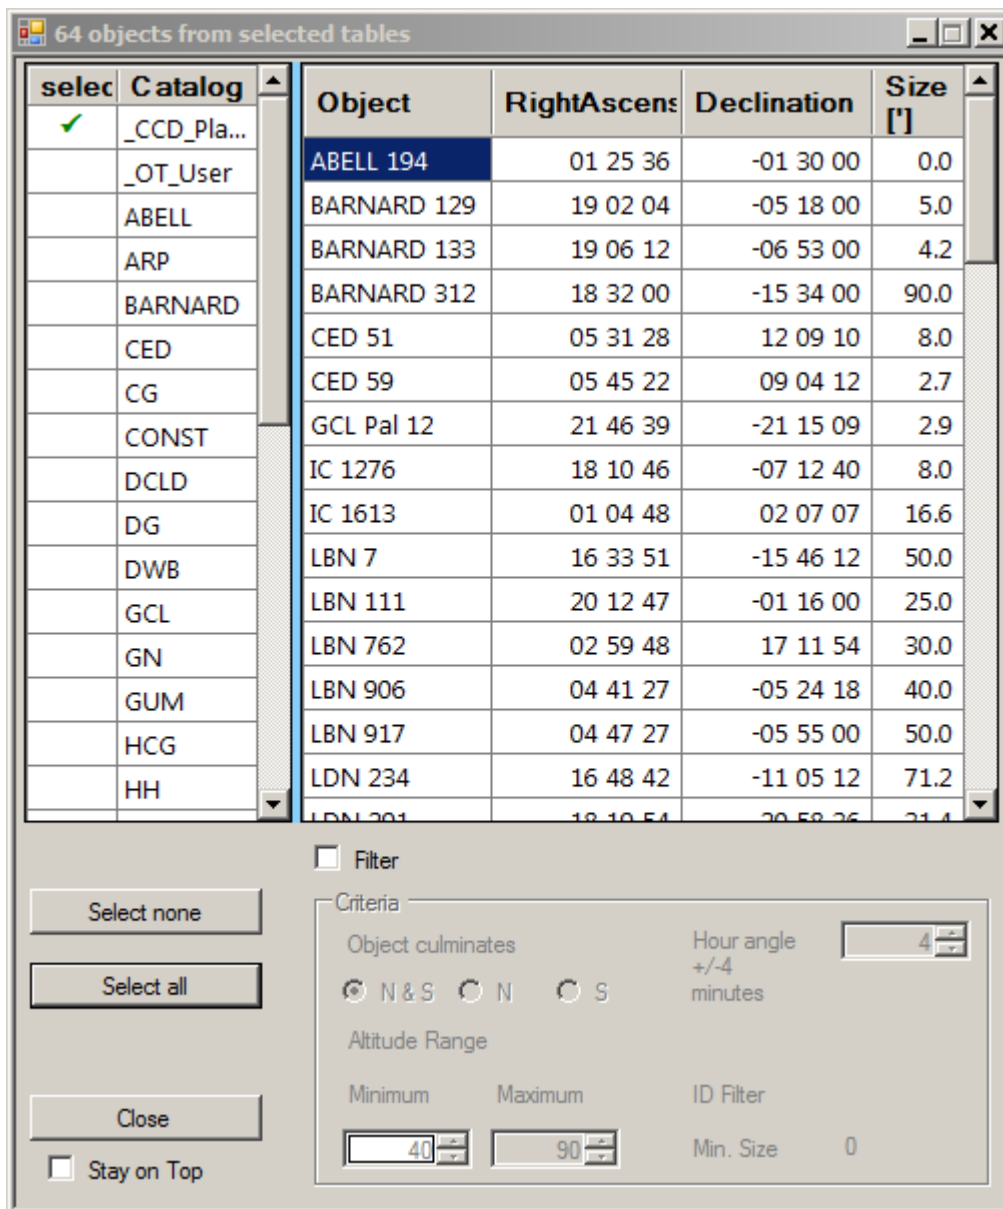 64 objects from selected tables
selec Catalog
✓ _CCD_Pla...
_OT_User
ABELL
ARP
BARNARD
CED
CG
CONST
DCLD
DG
DWB
GCL
GN
GUM
HCG
HH
Object RightAscens Declination Size [']
ABELL 194 01 25 36 -01 30 00 0.0
BARNARD 129 19 02 04 -05 18 00 5.0
BARNARD 133 19 06 12 -06 53 00 4.2
BARNARD 312 18 32 00 -15 34 00 90.0
CED 51 05 31 28 12 09 10 8.0
CED 59 05 45 22 09 04 12 2.7
GCL Pal 12 21 46 39 -21 15 09 2.9
IC 1276 18 10 46 -07 12 40 8.0
IC 1613 01 04 48 02 07 07 16.6
LBN 7 16 33 51 -15 46 12 50.0
LBN 111 20 12 47 -01 16 00 25.0
LBN 762 02 59 48 17 11 54 30.0
LBN 906 04 41 27 -05 24 18 40.0
LBN 917 04 47 27 -05 55 00 50.0
LDN 234 16 48 42 -11 05 12 71.2
Filter
Select none
Select all
Close
Stay on Top
Criteria
Object culminates
N & S N S
Hour angle
+/-4
minutes
4
Altitude Range
Minimum Maximum
40 90
ID Filter
Min. Size 0